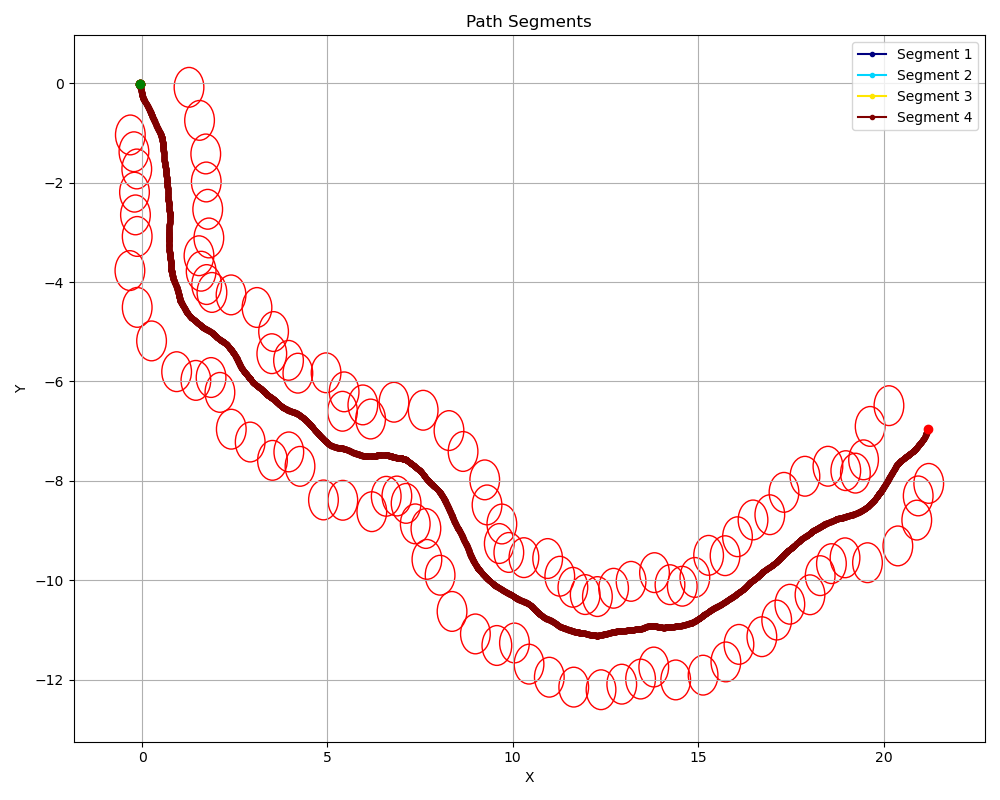 Path Segments
Segment 1
Segment 2
Segment 3
Segment 4
Y
0
−2
−4
−6
−8
−10
−12
0 5 10 15 20
X